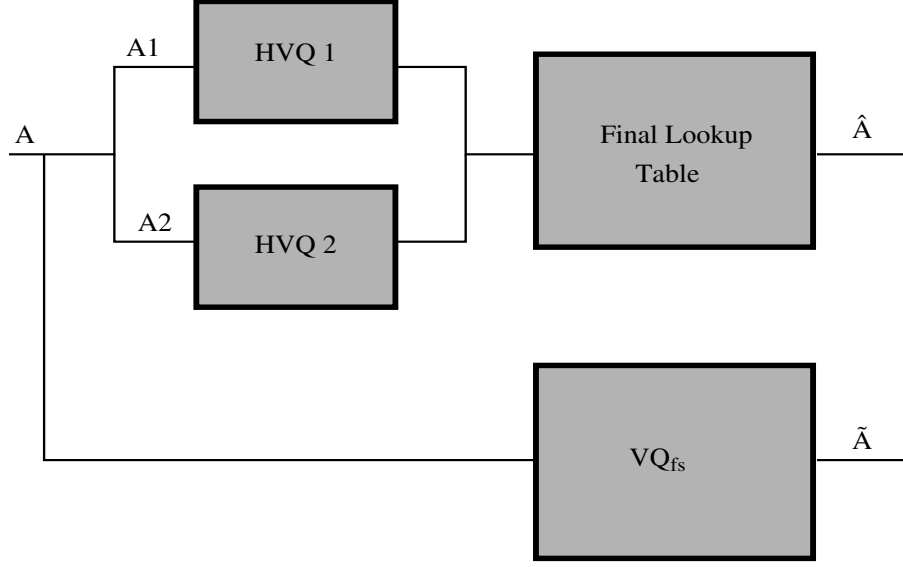 A1
HVQ 1
A
Final Lookup
Table
Â
A2
HVQ 2
VQfs
Ã